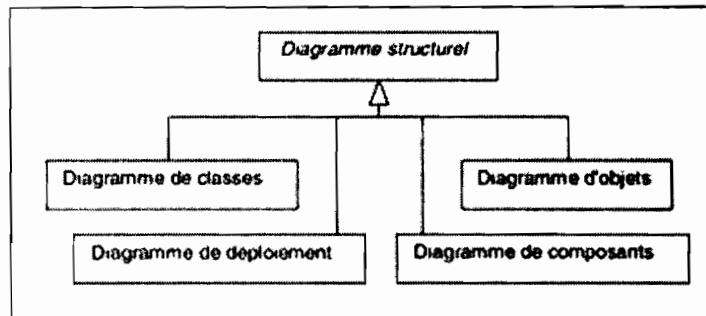 Diagramme structurel
Diagramme de classes
Diagramme d'objets
Diagramme de déploiement
Diagramme de composants